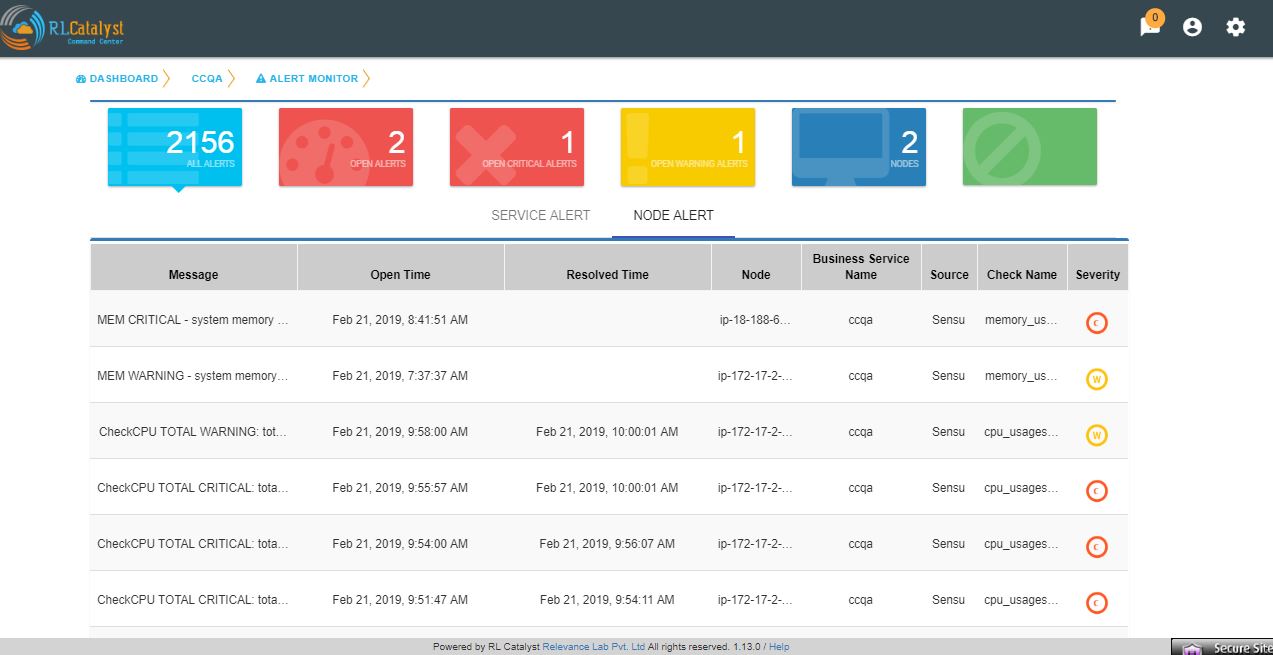 RLCatalyst
Command Center
0
DASHBOARD CCQA ALERT MONITOR
2156
ALL ALERTS
2
OPEN ALERTS
1
OPEN CRITICAL ALERTS
1
OPEN WARNING ALERTS
2
NODES
SERVICE ALERT NODE ALERT
Message Open Time Resolved Time Node Business Service Name Source Check Name Severity
MEM CRITICAL - system memory ... Feb 21, 2019, 8:41:51 AM ip-18-188-6... ccqa Sensu memory_us... C
MEM WARNING - system memory... Feb 21, 2019, 7:37:37 AM ip-172-17-2-... ccqa Sensu memory_us... W
CheckCPU TOTAL WARNING: tot... Feb 21, 2019, 9:58:00 AM Feb 21, 2019, 10:00:01 AM ip-172-17-2-... ccqa Sensu cpu_usages... W
CheckCPU TOTAL CRITICAL: tota... Feb 21, 2019, 9:55:57 AM Feb 21, 2019, 10:00:01 AM ip-172-17-2-... ccqa Sensu cpu_usages... C
CheckCPU TOTAL CRITICAL: tota... Feb 21, 2019, 9:54:00 AM Feb 21, 2019, 9:56:07 AM ip-172-17-2-... ccqa Sensu cpu_usages... C
CheckCPU TOTAL CRITICAL: tota... Feb 21, 2019, 9:51:47 AM Feb 21, 2019, 9:54:11 AM ip-172-17-2-... ccqa Sensu cpu_usages... C
Powered by RL Catalyst Relevance Lab Pvt. Ltd All rights reserved. 1.13.0 / Help
Secure Site